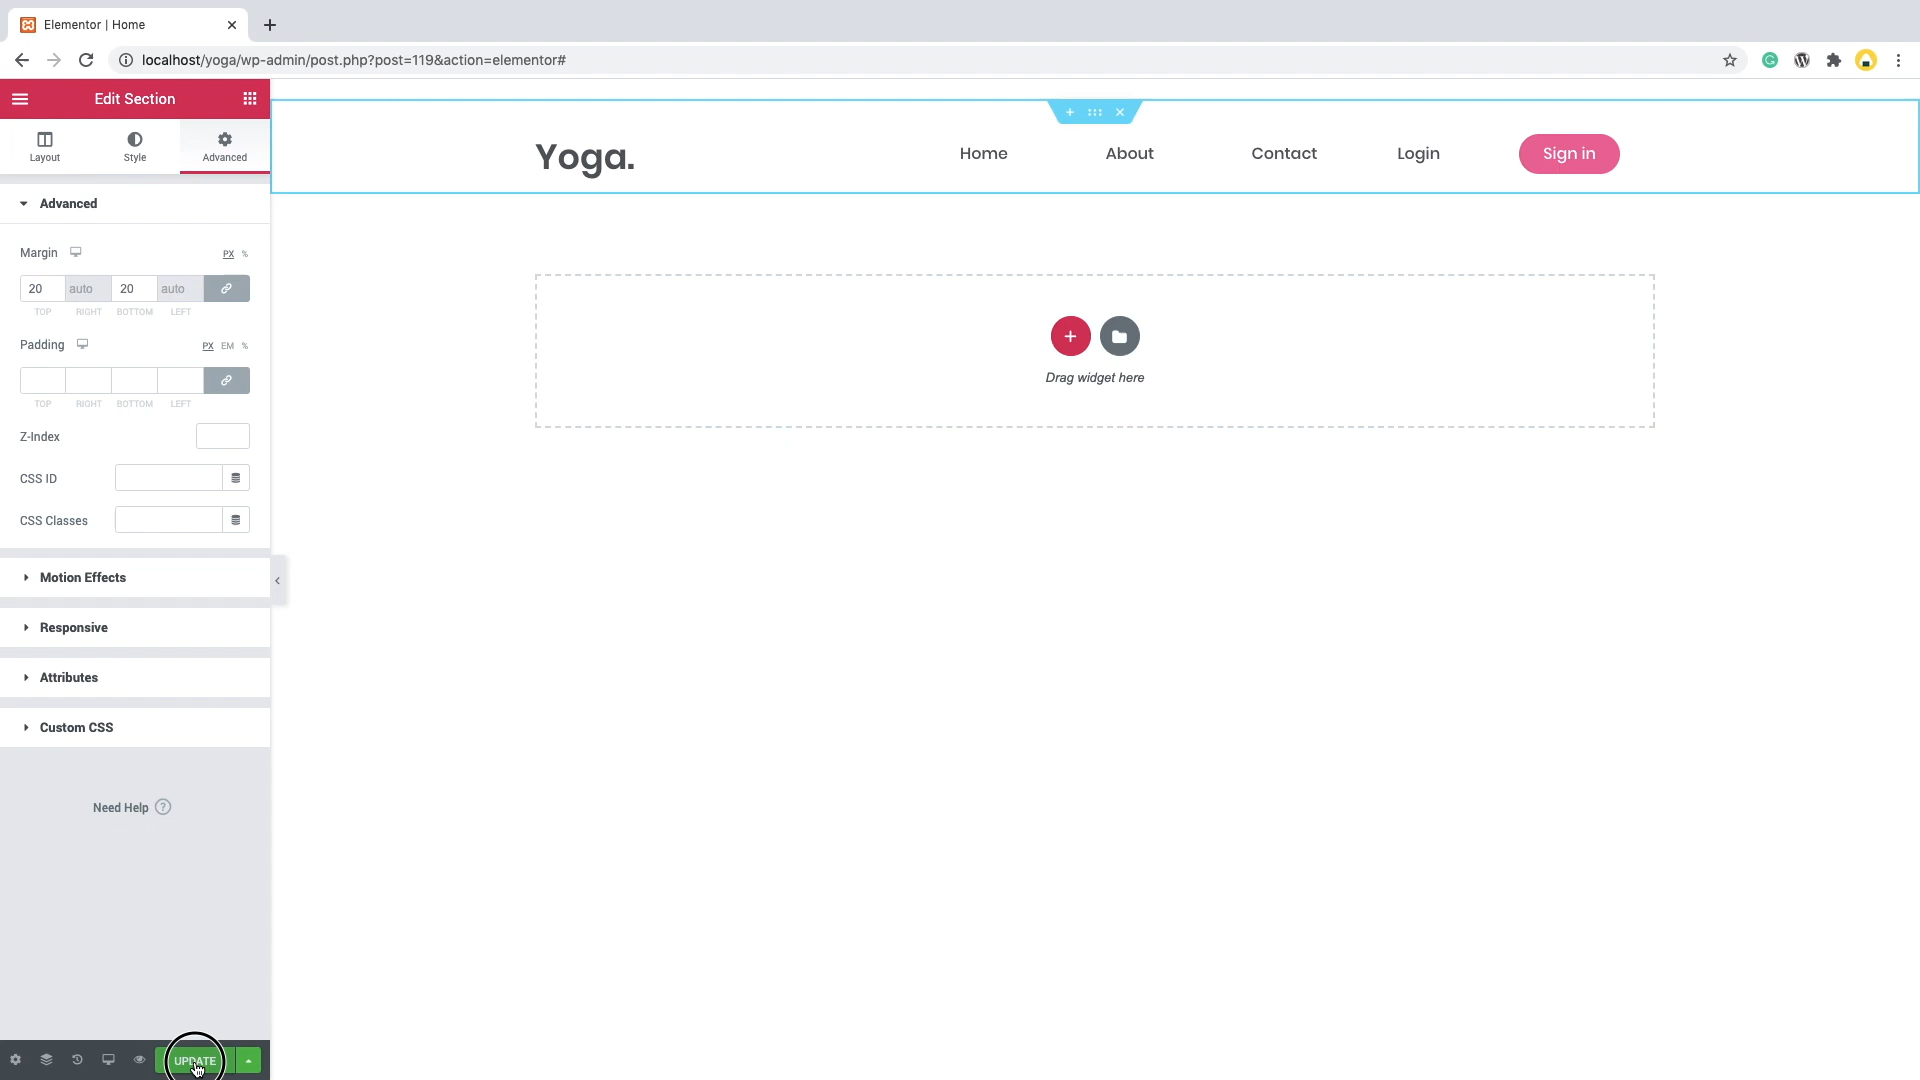 Elementor | Home
localhost/yoga/wp-admin/post.php?post=119&action=elementor#
Edit Section
Layout Style Advanced
Yoga. Home About Contact Login Sign in
Advanced
Margin PX %
20 auto 20 auto
TOP RIGHT BOTTOM LEFT
Padding PX EM %
TOP RIGHT BOTTOM LEFT
Drag widget here
Z-Index
CSS ID
CSS Classes
Motion Effects
Responsive
Attributes
Custom CSS
Need Help ?
UPDATE